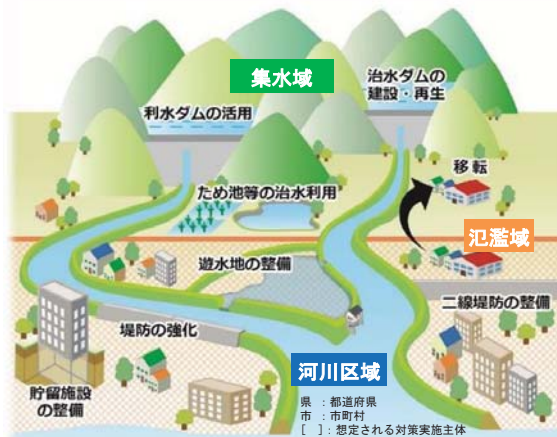 集水域
治水ダムの
建設・再生
利水ダムの活用
移転
ため池等の治水利用
氾濫域
遊水地の整備
二線堤防の整備
堤防の強化
河川区域
貯留施設
の整備
県 ：都道府県
市 ：市町村
[　]：想定される対策実施主体